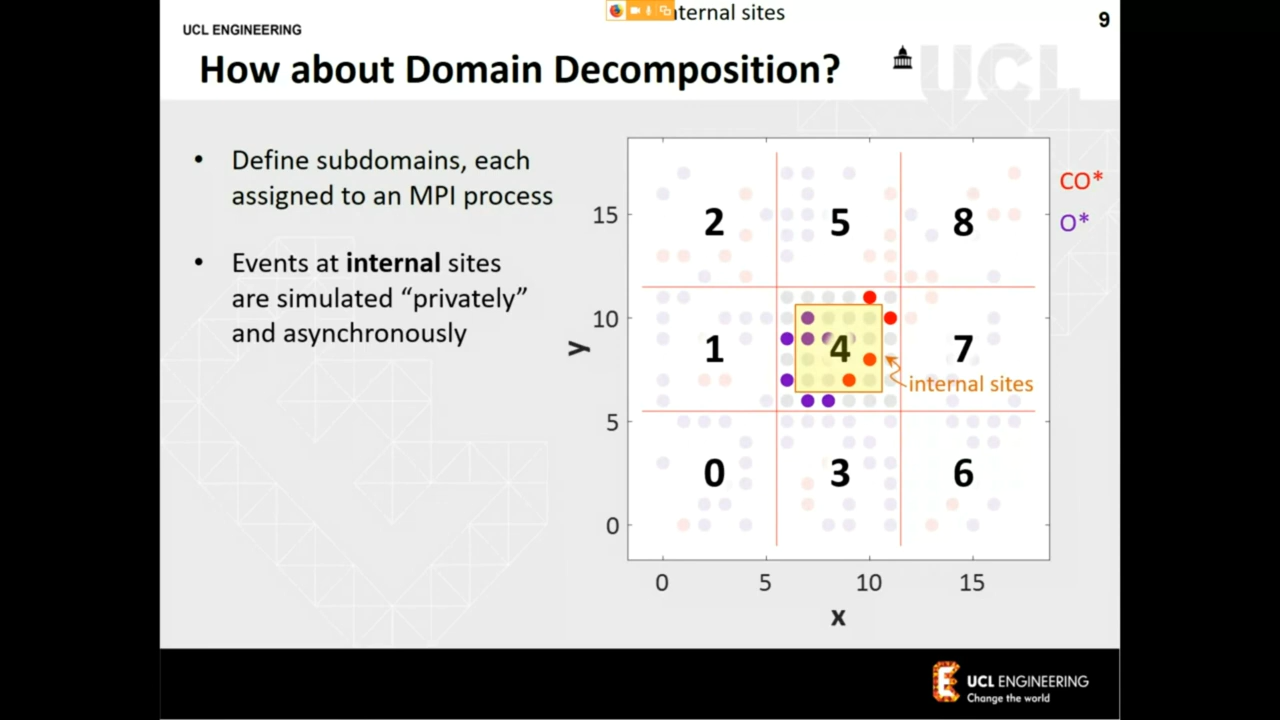 nternal sites
9
UCL ENGINEERING
How about Domain Decomposition?
UCL
• Define subdomains, each
assigned to an MPI process
• Events at internal sites
are simulated “privately”
and asynchronously
CO*
O*
15
10
5
0
y
2 5 8
1 4 7
internal sites
0 3 6
0 5 10 15
x
UCL ENGINEERING
Change the world